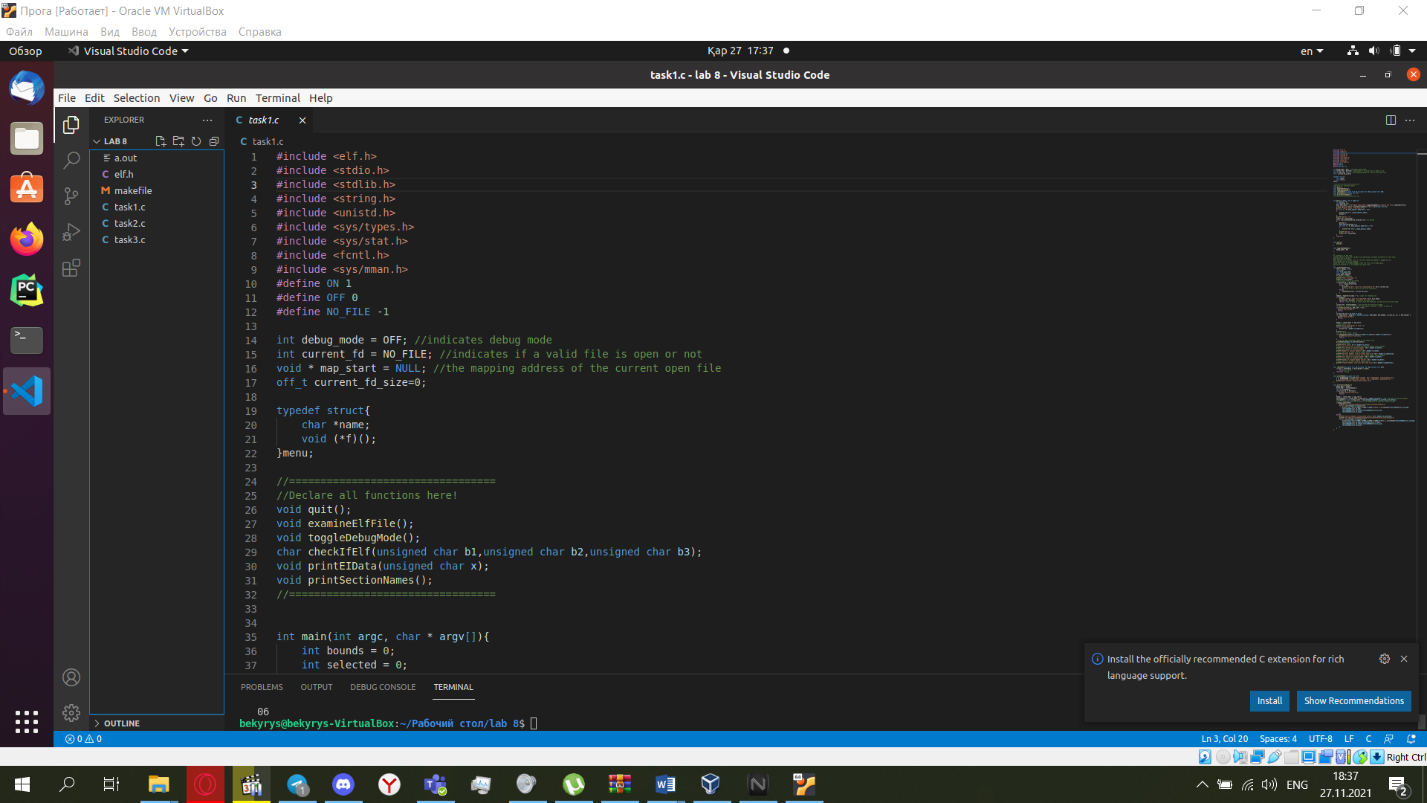 Прога [Работает] - Oracle VM VirtualBox
Файл Машина Вид Ввод Устройства Справка
Обзор Visual Studio Code Қар 27 17:37 en
task1.c - lab 8 - Visual Studio Code
File Edit Selection View Go Run Terminal Help
EXPLORER
LAB 8
a.out
C elf.h
M makefile
C task1.c
C task2.c
C task3.c
OUTLINE
C task1.c
C task1.c
1 #include <elf.h>
2 #include <stdio.h>
3 #include <stdlib.h>
4 #include <string.h>
5 #include <unistd.h>
6 #include <sys/types.h>
7 #include <sys/stat.h>
8 #include <fcntl.h>
9 #include <sys/mman.h>
10 #define ON 1
11 #define OFF 0
12 #define NO_FILE -1
13
14 int debug_mode = OFF; //indicates debug mode
15 int current_fd = NO_FILE; //indicates if a valid file is open or not
16 void * map_start = NULL; //the mapping address of the current open file
17 off_t current_fd_size=0;
18
19 typedef struct{
20 char *name;
21 void (*f)();
22 }menu;
23
24 //=================================
25 //Declare all functions here!
26 void quit();
27 void examineElfFile();
28 void toggleDebugMode();
29 char checkIfElf(unsigned char b1,unsigned char b2,unsigned char b3);
30 void printEIData(unsigned char x);
31 void printSectionNames();
32 //=================================
33
34
35 int main(int argc, char * argv[]){
36 int bounds = 0;
37 int selected = 0;
Install the officially recommended C extension for rich
language support.
Install Show Recommendations
PROBLEMS OUTPUT DEBUG CONSOLE TERMINAL
06
bekyrys@bekyrys-VirtualBox:~/Рабочий стол/lab 8$
0 0 Ln 3, Col 20 Spaces: 4 UTF-8 LF C
Right Ctrl
ENG 18:37
27.11.2021
2